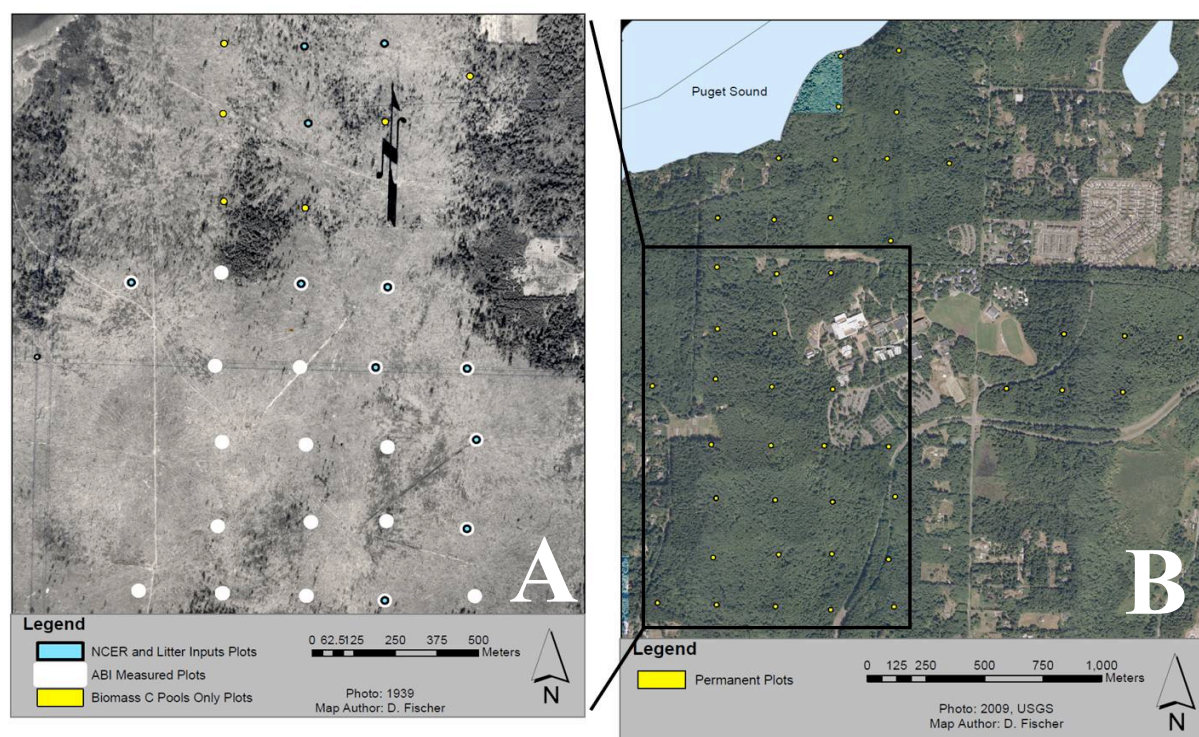 Puget Sound
A
B
Legend
NCER and Litter Inputs Plots
ABI Measured Plots
Biomass C Pools Only Plots
0 62.5125 250 375 500
Meters
Photo: 1939
Map Author: D. Fischer
N
Legend
Permanent Plots
0 125 250 500 750 1,000
Meters
Photo: 2009, USGS
Map Author: D. Fischer
N